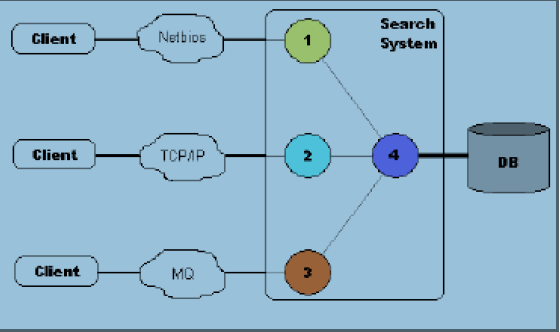 Search
System
Client
Netbios
1
Client
TCP/IP
2
4
DB
Client
MQ
3